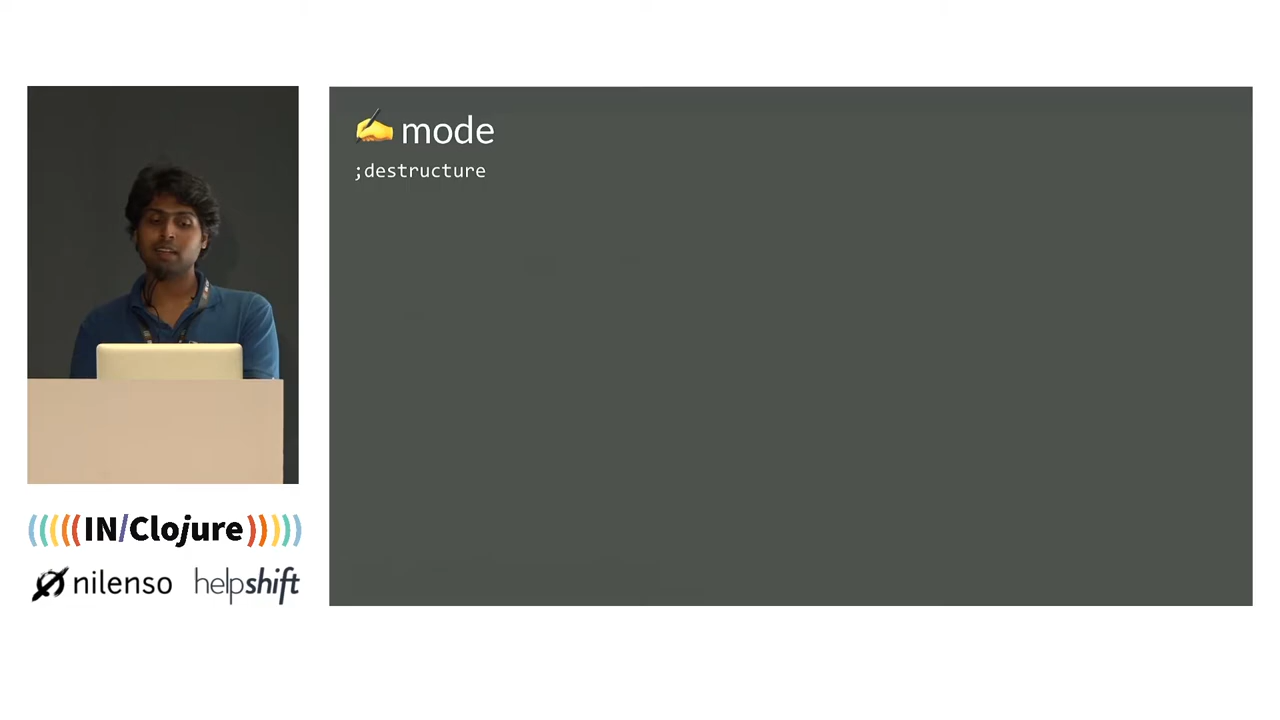 ✍️ mode
;destructure
((((IN/Clojure))))
nilenso
helpshift